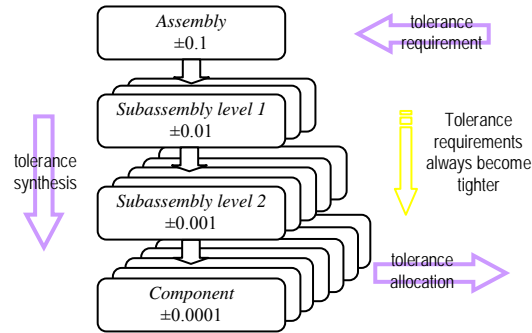 Assembly
±0.1
tolerance
requirement
Subassembly level 1
±0.01
tolerance
synthesis
Tolerance
requirements
always become
tighter
Subassembly level 2
±0.001
tolerance
allocation
Component
±0.0001